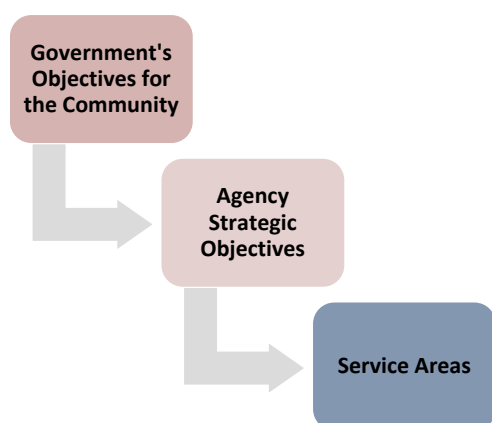 Government's
Objectives for
the Community
Agency
Strategic
Objectives
Service Areas